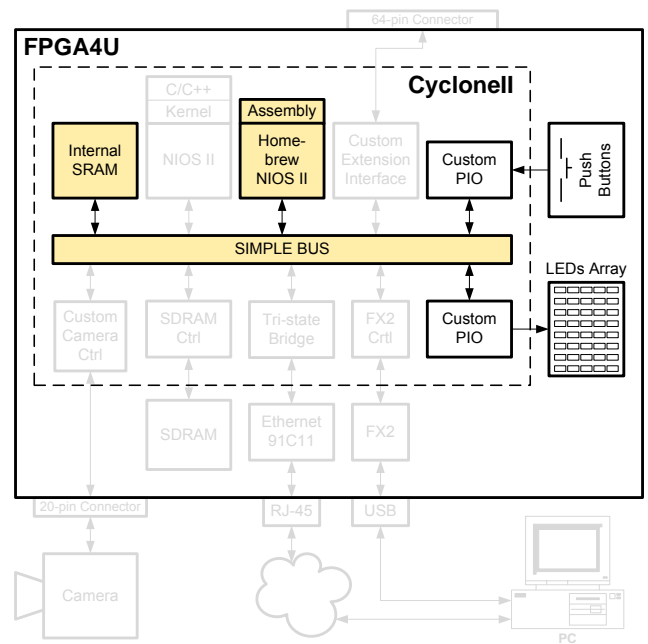 64-pin Connector
FPGA4U
CycloneII
C/C++
Kernel
NIOS II
Assembly
Home-
brew
NIOS II
Internal
SRAM
Custom
Extension
Interface
Custom
PIO
Push
Buttons
SIMPLE BUS
LEDs Array
Custom
Camera
Ctrl
SDRAM
Ctrl
Tri-state
Bridge
FX2
Crtl
Custom
PIO
SDRAM
Ethernet
91C11
FX2
20-pin Connector
RJ-45
USB
Camera
PC